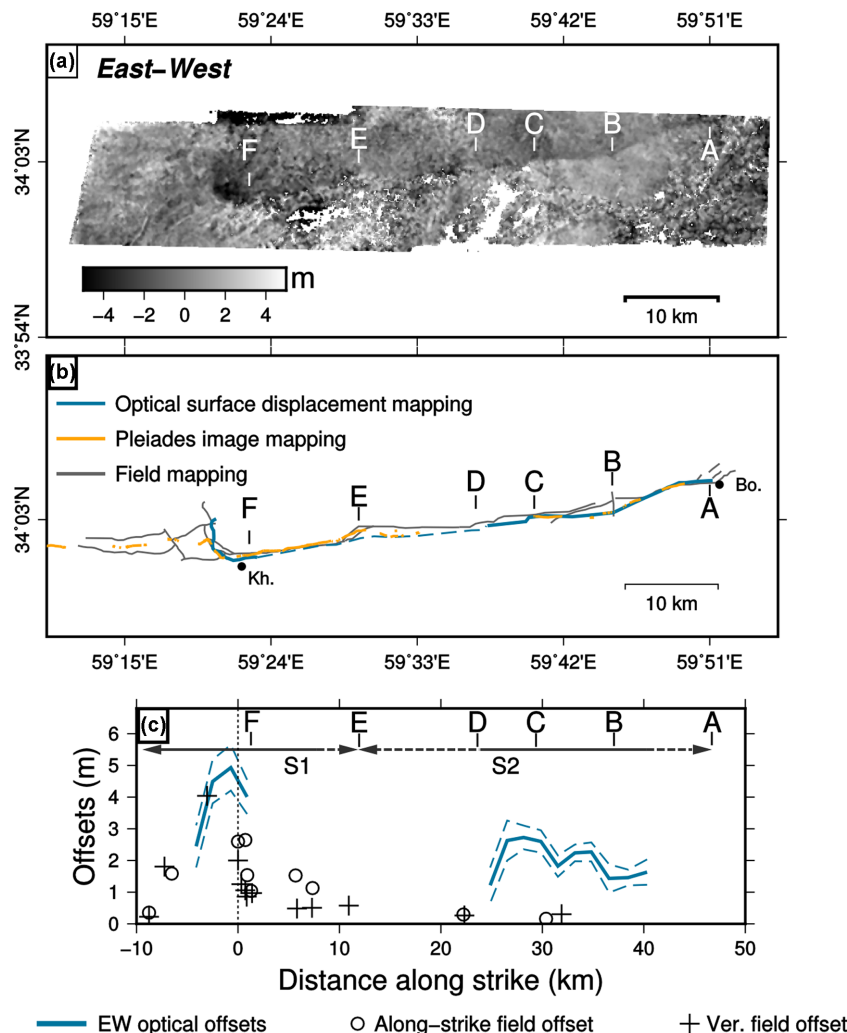 59˚15'E 59˚24'E 59˚33'E 59˚42'E 59˚51'E
(a) East−West
34˚03'N
F E D C B A
−4 −2 0 2 4 m
10 km
33˚54'N
(b)
Optical surface displacement mapping
Pleiades image mapping
Field mapping
34˚03'N
F E D C B A
Bo.
Kh.
10 km
59˚15'E 59˚24'E 59˚33'E 59˚42'E 59˚51'E
(c) F E D C B A
S1 S2
Offsets (m)
6
5
4
3
2
1
0
−10 0 10 20 30 40 50
Distance along strike (km)
EW optical offsets Along−strike field offset Ver. field offset